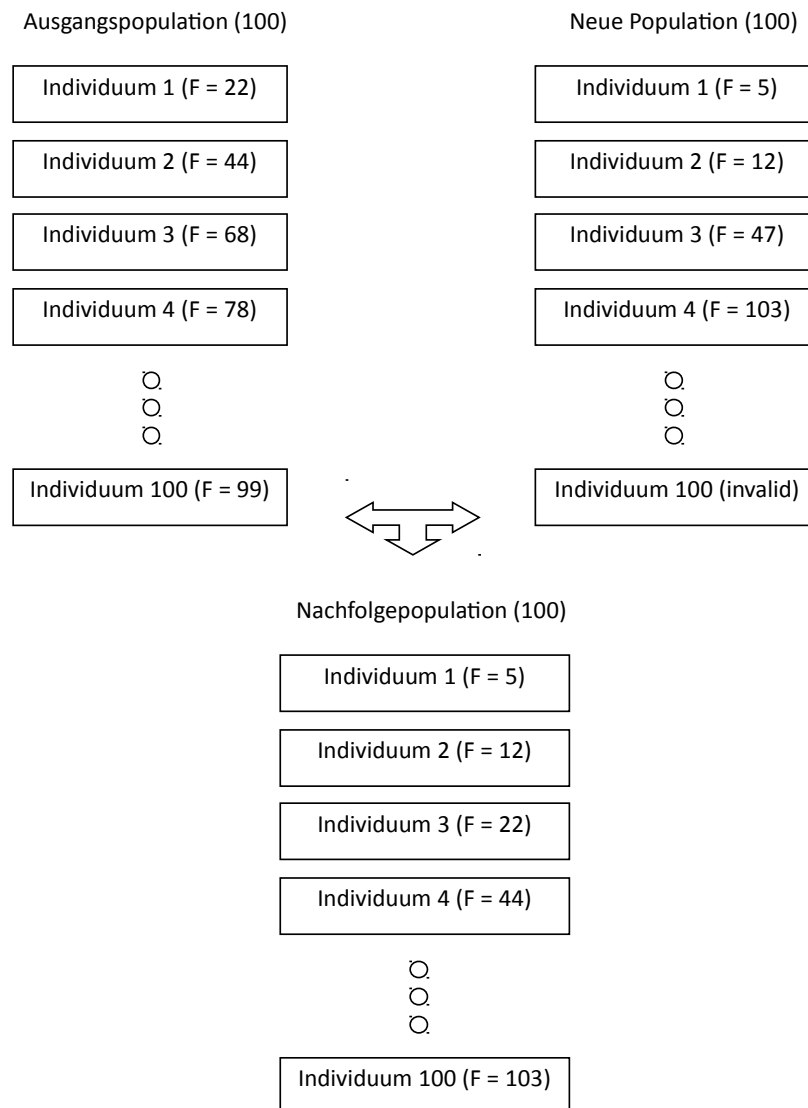 Ausgangspopulation (100)
Individuum 1 (F = 22)
Individuum 2 (F = 44)
Individuum 3 (F = 68)
Individuum 4 (F = 78)
Individuum 100 (F = 99)
Neue Population (100)
Individuum 1 (F = 5)
Individuum 2 (F = 12)
Individuum 3 (F = 47)
Individuum 4 (F = 103)
Individuum 100 (invalid)
Nachfolgepopulation (100)
Individuum 1 (F = 5)
Individuum 2 (F = 12)
Individuum 3 (F = 22)
Individuum 4 (F = 44)
Individuum 100 (F = 103)